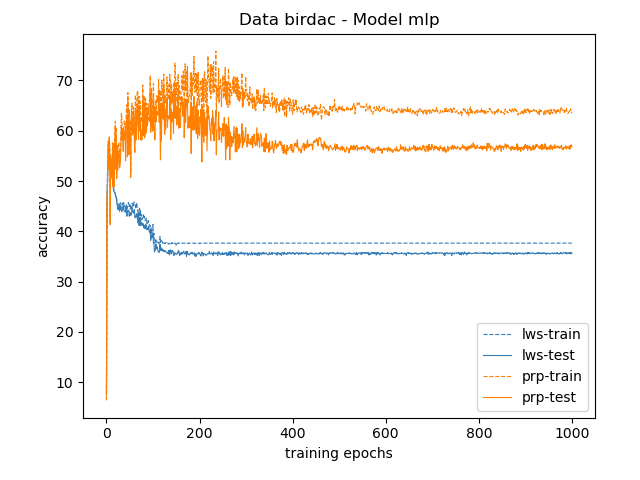 Data birdac - Model mlp
accuracy
70
60
50
40
30
20
10
0
200
400
600
800
1000
training epochs
lws-train
lws-test
prp-train
prp-test